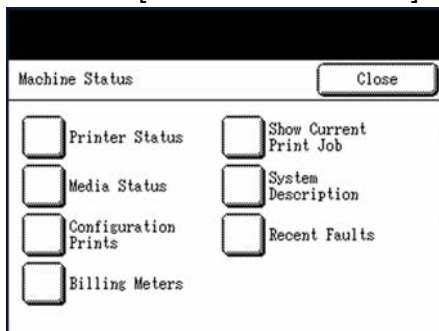 Machine Status
Close
Printer Status
Show Current
Print Job
Media Status
System
Description
Configuration
Prints
Recent Faults
Billing Meters